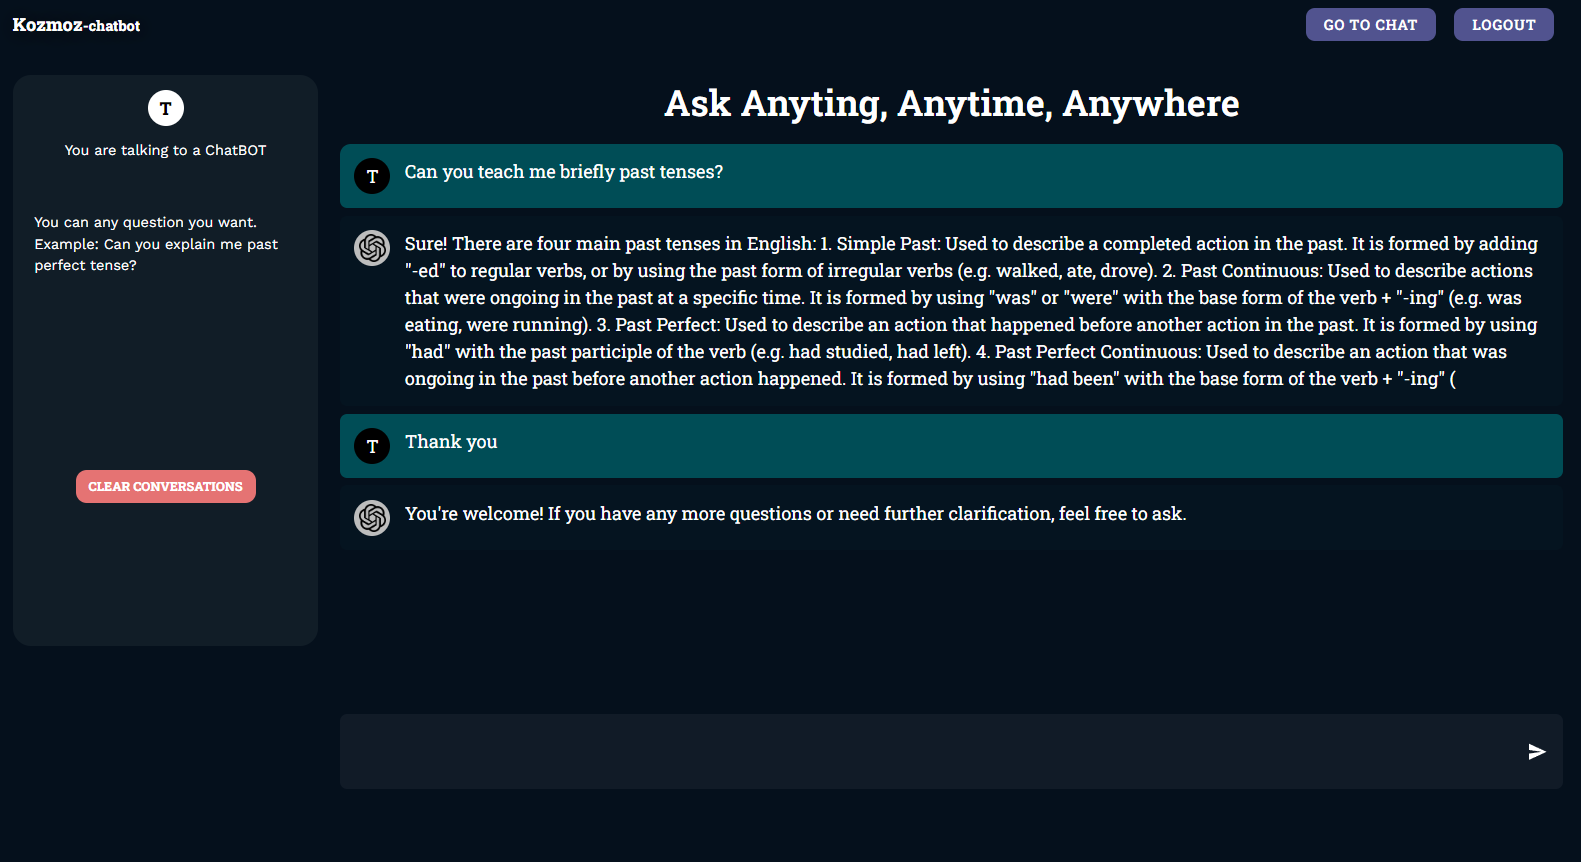 Kozmoz-chatbot
GO TO CHAT
LOGOUT
T
You are talking to a ChatBOT
You can any question you want.
Example: Can you explain me past
perfect tense?
CLEAR CONVERSATIONS
Ask Anyting, Anytime, Anywhere
T
Can you teach me briefly past tenses?
Sure! There are four main past tenses in English: 1. Simple Past: Used to describe a completed action in the past. It is formed by adding
"-ed" to regular verbs, or by using the past form of irregular verbs (e.g. walked, ate, drove). 2. Past Continuous: Used to describe actions
that were ongoing in the past at a specific time. It is formed by using "was" or "were" with the base form of the verb + "-ing" (e.g. was
eating, were running). 3. Past Perfect: Used to describe an action that happened before another action in the past. It is formed by using
"had" with the past participle of the verb (e.g. had studied, had left). 4. Past Perfect Continuous: Used to describe an action that was
ongoing in the past before another action happened. It is formed by using "had been" with the base form of the verb + "-ing" (
T
Thank you
You're welcome! If you have any more questions or need further clarification, feel free to ask.